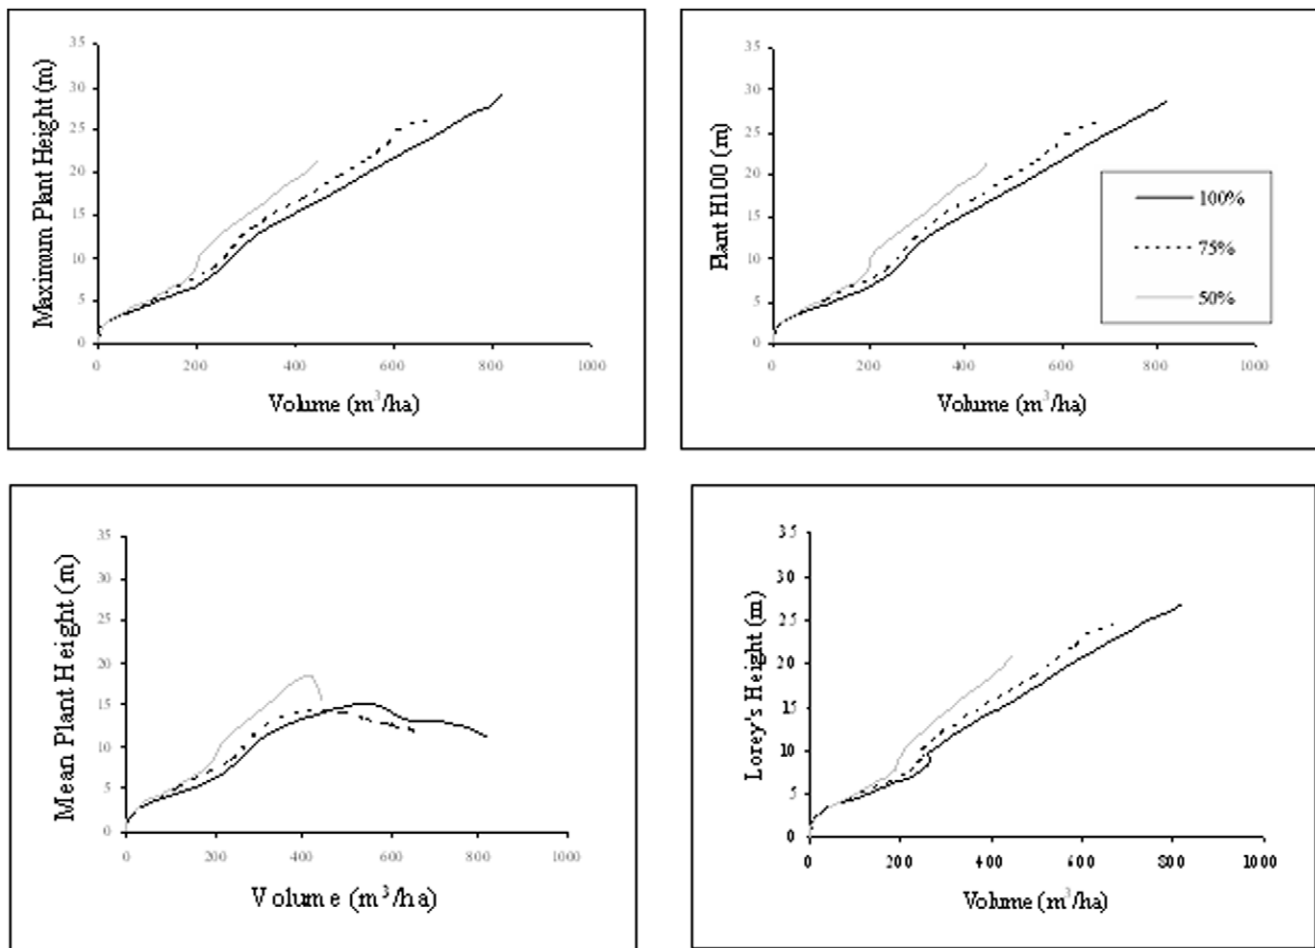 Maximum Plant Height (m)
35
30
25
20
15
10
5
0
0 200 400 600 800 1000
Volume (m³/ha)
Plant H100 (m)
35
30
25
20
15
10
5
0
0 200 400 600 800 1000
Volume (m³/ha)
100%
75%
50%
Mean Plant Height (m)
35
30
25
20
15
10
5
0
0 200 400 600 800 1000
Volume (m³/ha)
Lorey's Height (m)
35
30
25
20
15
10
5
0
0 200 400 600 800 1000
Volume (m³/ha)